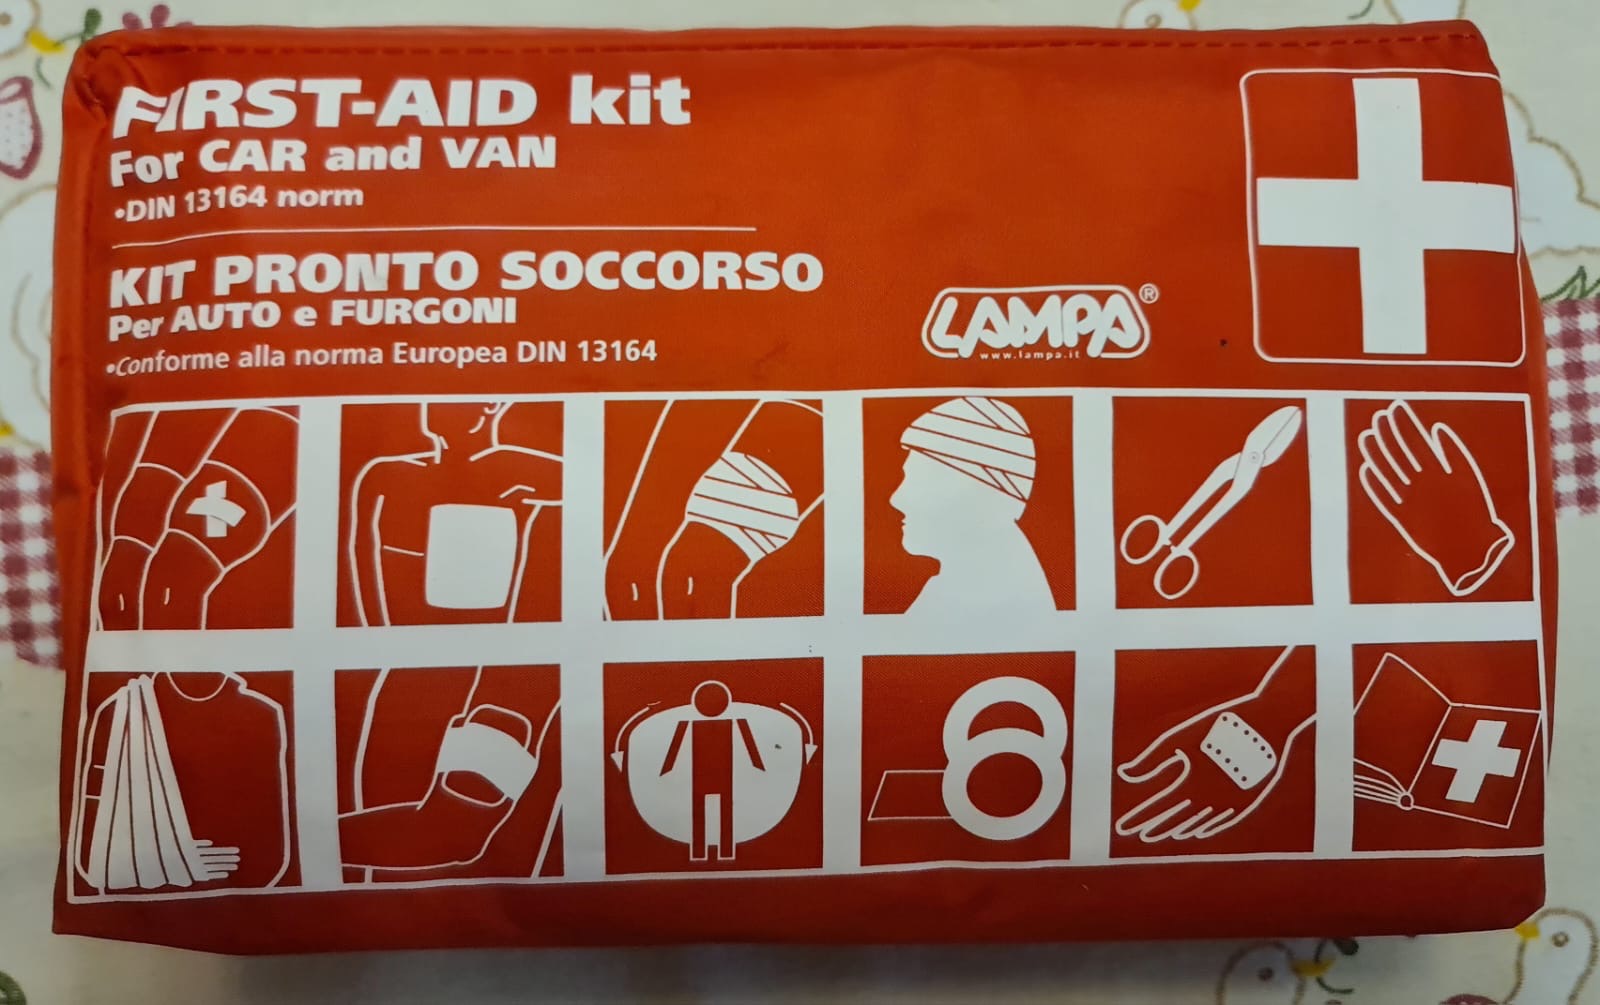 FIRST-AID kit
For CAR and VAN
•DIN 13164 norm
KIT PRONTO SOCCORSO
Per AUTO e FURGONI
•Conforme alla norma Europea DIN 13164
LAMPA®
www.lampa.it